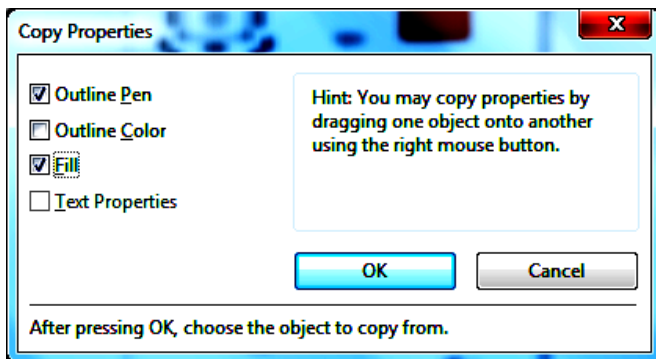 Copy Properties
Outline Pen
Outline Color
Fill
Text Properties
Hint: You may copy properties by
dragging one object onto another
using the right mouse button.
OK
Cancel
After pressing OK, choose the object to copy from.